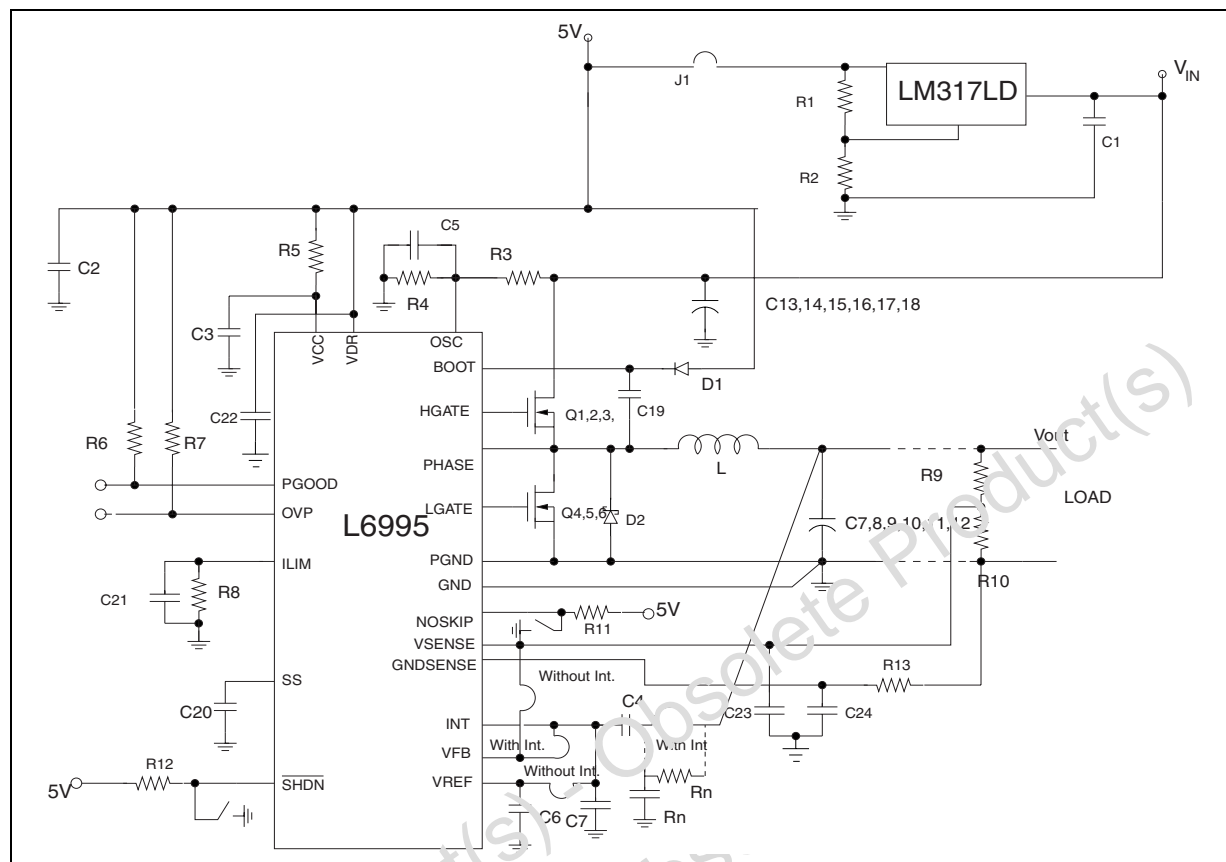 5V
V IN
J1
R1
LM317LD
C1
R2
C5
R3
C2
R5
R4
C13,14,15,16,17,18
C3
VCC
VDR
OSC
BOOT
D1
HGATE
Q1,2,3,
C19
C22
R6
R7
Vout
PHASE
L
R9
PGOOD
LGATE
Q4,5,6
D2
LOAD
OVP
L6995
C7,8,9,10,11,12
PGND
R10
ILIM
GND
C21
R8
NOSKIP
R11
5V
VSENSE
GNDSENSE
Without Int.
R13
SS
C4
C23
C24
C20
INT
With Int.
With Int
VFB
Without Int.
R12
5V
SHDN
VREF
Rn
C6
C7
Rn
t(s) - Obsolete Product(s)